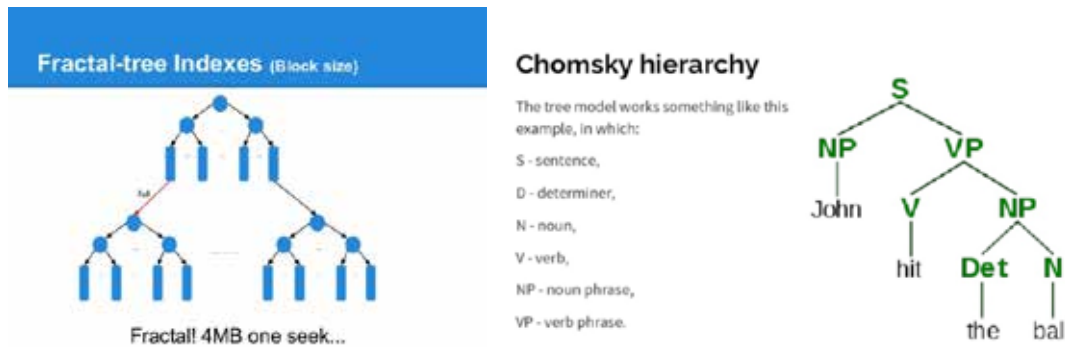 Fractal-tree Indexes (Block size)
Full
Fractal! 4MB one seek...
Chomsky hierarchy
The tree model works something like this
example, in which:
S - sentence,
D - determiner,
N - noun,
V - verb,
NP - noun phrase,
VP - verb phrase.
S
NP VP
John V NP
hit Det N
the bal